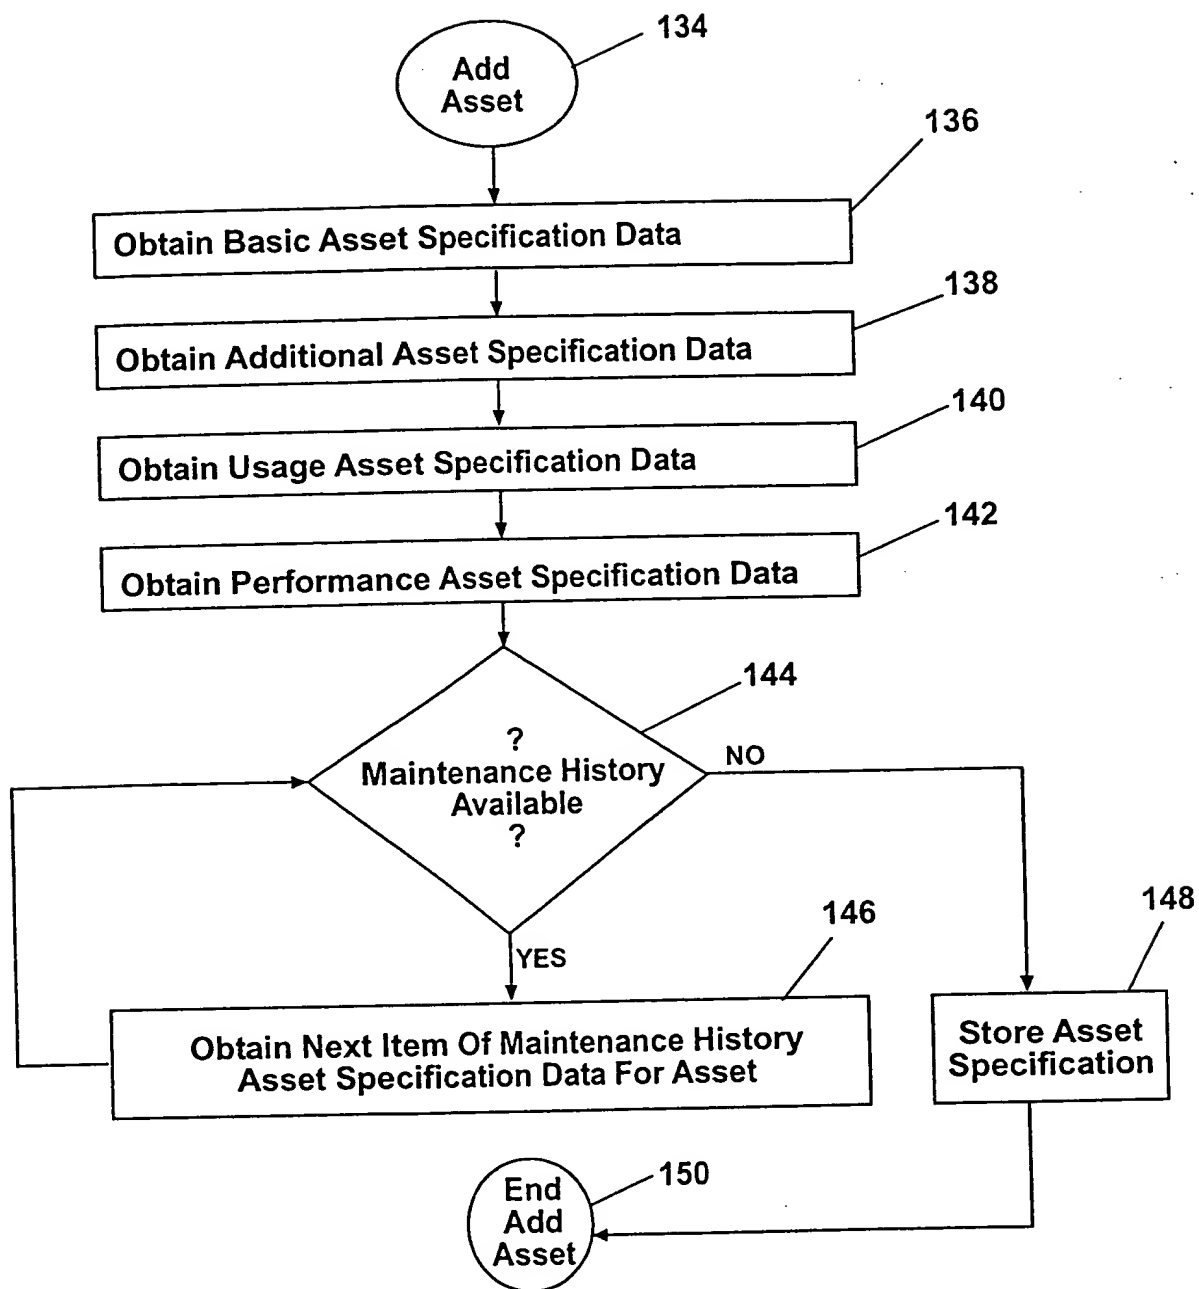 134
Add
Asset
136
Obtain Basic Asset Specification Data
138
Obtain Additional Asset Specification Data
140
Obtain Usage Asset Specification Data
142
Obtain Performance Asset Specification Data
144
?
Maintenance History
Available
?
NO
YES
146
148
Obtain Next Item Of Maintenance History
Asset Specification Data For Asset
Store Asset
Specification
150
End
Add
Asset